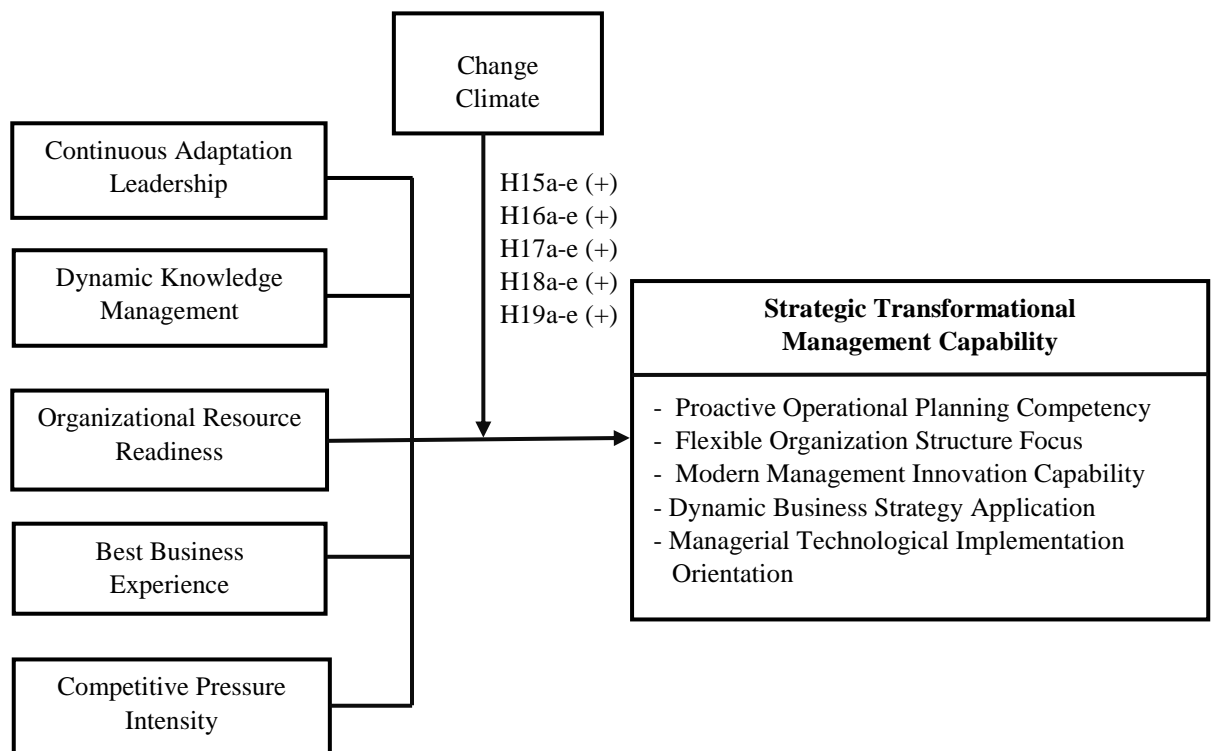 Change
Climate
Continuous Adaptation
Leadership
H15a-e (+)
H16a-e (+)
H17a-e (+)
H18a-e (+)
H19a-e (+)
Dynamic Knowledge
Management
Organizational Resource
Readiness
Best Business
Experience
Competitive Pressure
Intensity
Strategic Transformational
Management Capability
- Proactive Operational Planning Competency
- Flexible Organization Structure Focus
- Modern Management Innovation Capability
- Dynamic Business Strategy Application
- Managerial Technological Implementation
Orientation